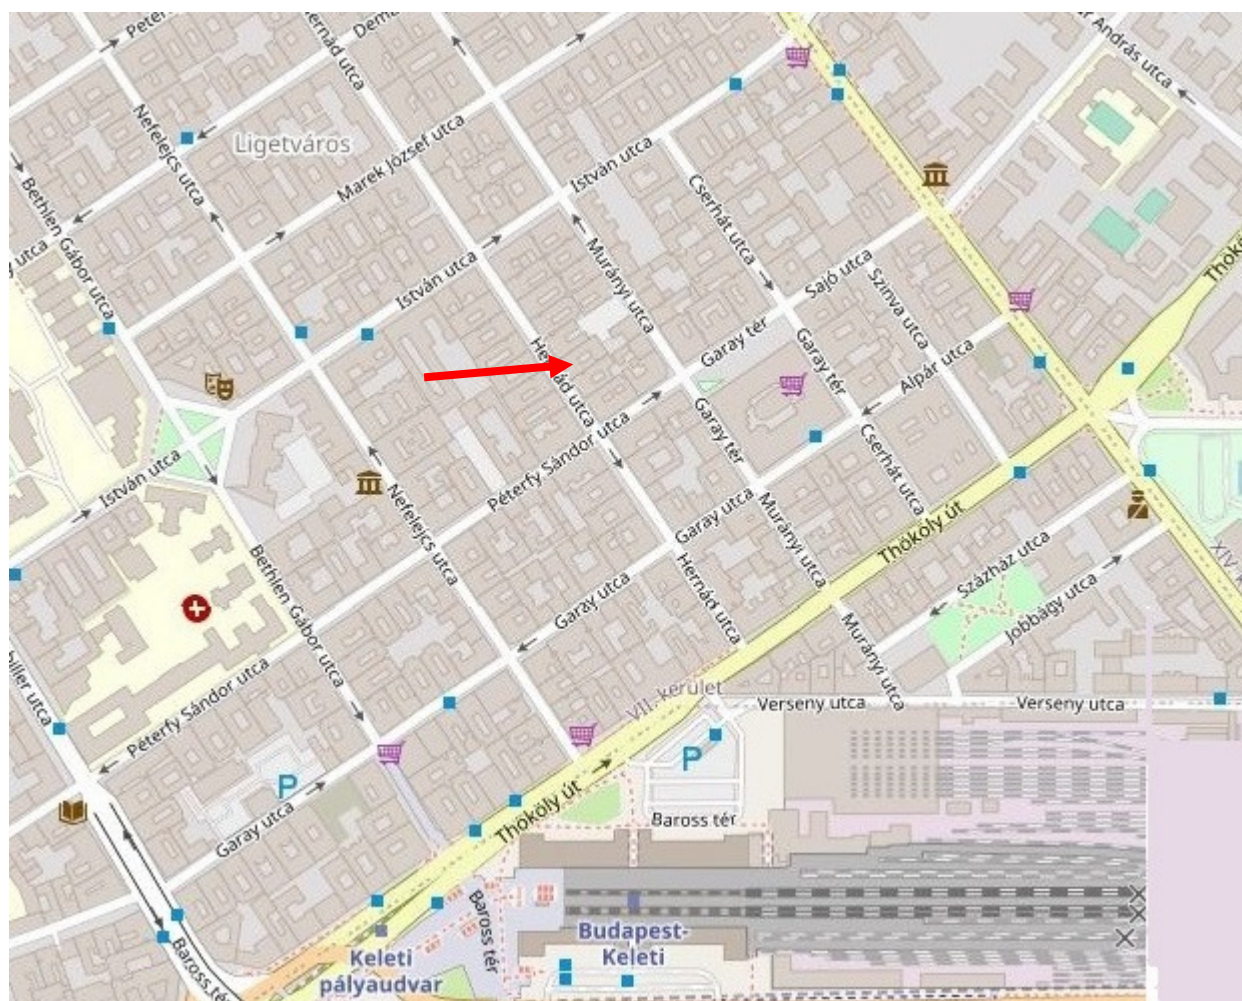 Hernád utca
Dem
Peter
András utca
Nefelejcs utca
Ligetváros
Marek József utca
István utca
Bethlen Gábor utca
utca
Cserhát utca
Murányi utca
Sajó utca
Szinva utca
Thököly
István utca
Hernád utca
Garay tér
Garay tér
Alpár utca
Garay tér
Péterfy Sándor utca
Cserhát utca
István utca
Nefelejcs utca
Garay utca
Murányi utca
Thököly út
XIV.
Bethlen Gábor utca
Hernád utca
Százház utca
Jobbágy utca
Garay utca
Murányi utca
Péterfy Sándor utca
VII. kerület
Verseny utca
Verseny utca
P
P
Garay utca
Thököly út
Baross tér
Baross tér
Budapest-
Keleti
Keleti
pályaudvar
Baross tér